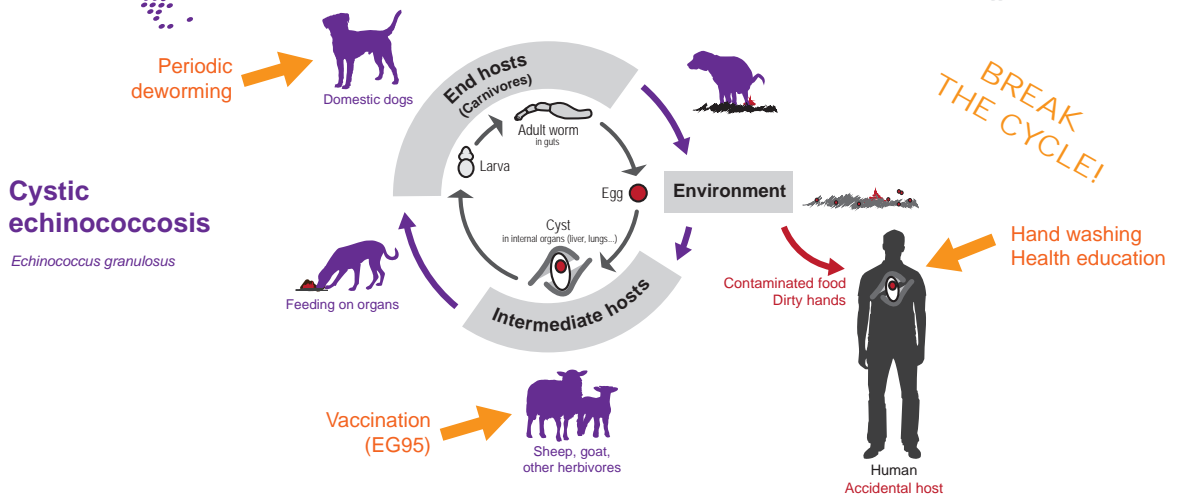 Periodic
deworming
Domestic dogs
End hosts
(Carnivores)
Adult worm
in guts
Larva
Egg
Environment
BREAK
THE CYCLE!
Cystic
echinococcosis
Echinococcus granulosus
Cyst
in internal organs (liver, lungs...)
Feeding on organs
Intermediate hosts
Contaminated food
Dirty hands
Hand washing
Health education
Vaccination
(EG95)
Sheep, goat,
other herbivores
Human
Accidental host